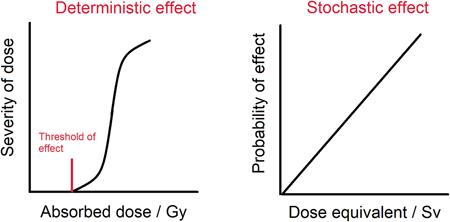 Deterministic effect
Severity of dose
Threshold of
effect
Absorbed dose / Gy
Stochastic effect
Probability of effect
Dose equivalent / Sv